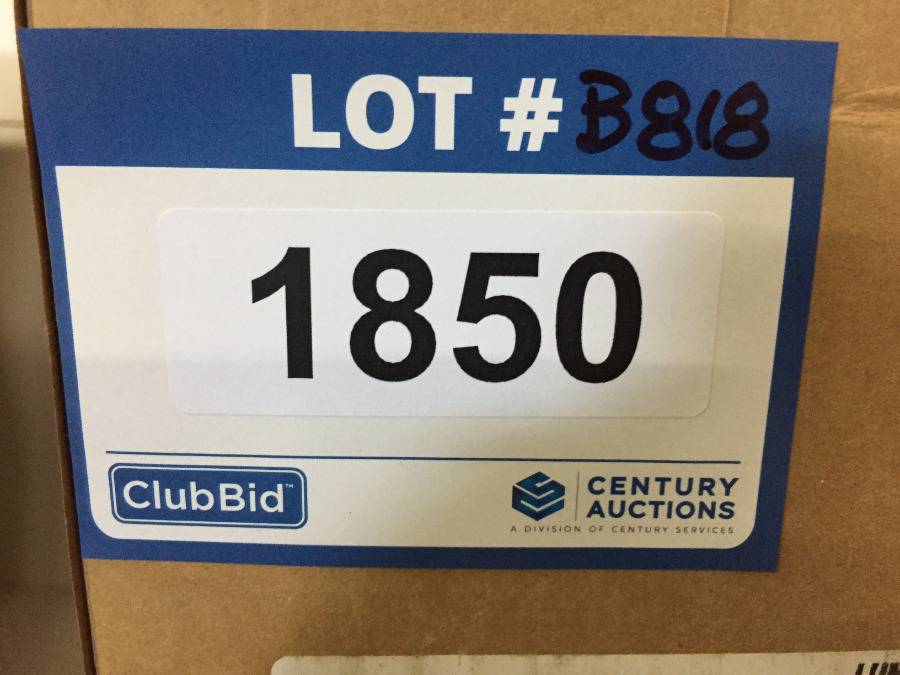 LOT # B818
1850
ClubBid™
CENTURY
AUCTIONS
A DIVISION OF CENTURY SERVICES